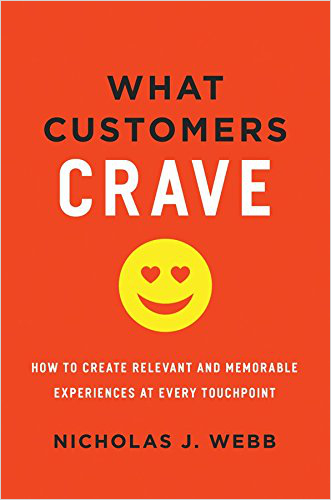 WHAT
CUSTOMERS
CRAVE
HOW TO CREATE RELEVANT AND MEMORABLE
EXPERIENCES AT EVERY TOUCHPOINT
NICHOLAS J. WEBB